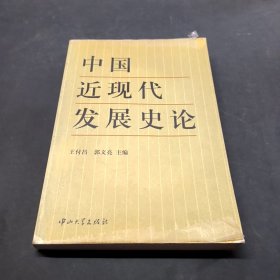 中国
近现代
发展史论
王付昌 郭文亮 主编
中山大学出版社